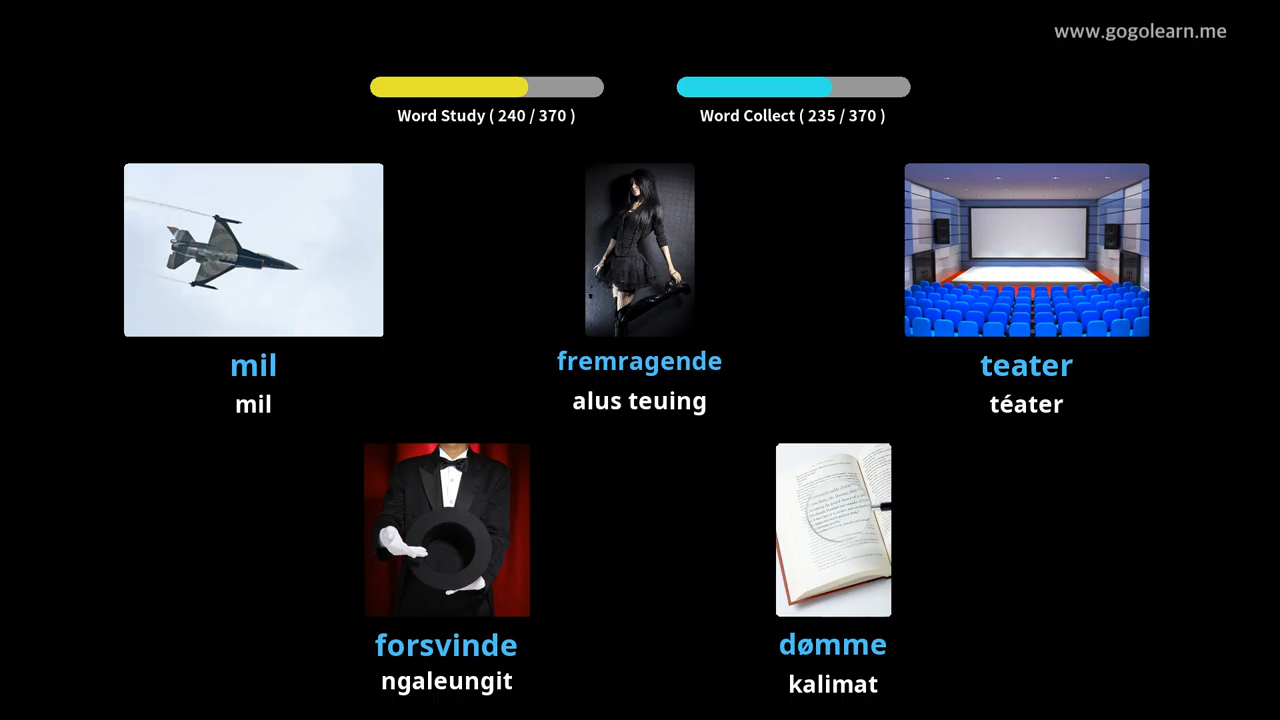 www.gogolearn.me
Word Study ( 240 / 370 )
Word Collect ( 235 / 370 )
mil
mil
fremragende
alus teuing
teater
téater
forsvinde
ngaleungit
dømme
kalimat